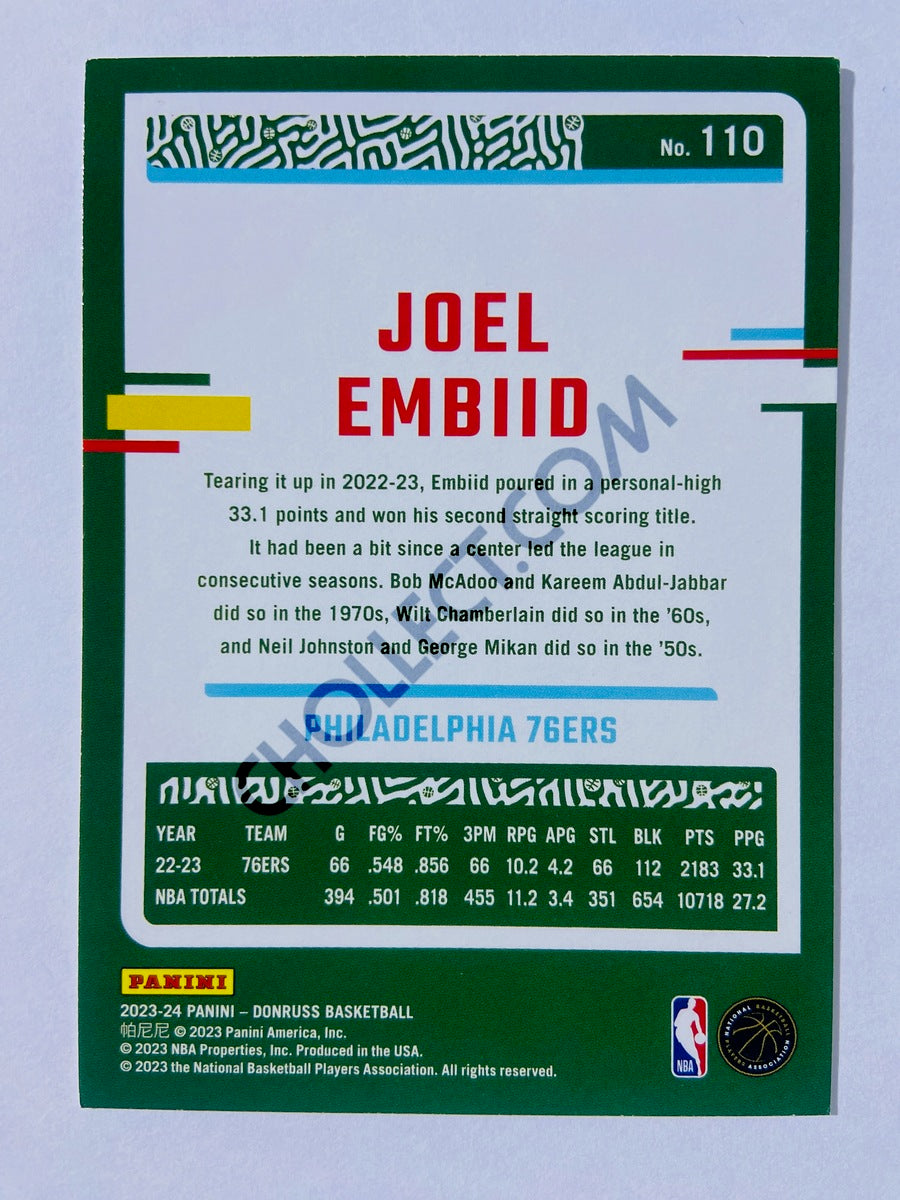 No. 110
JOEL
EMBIID
Tearing it up in 2022-23, Embiid poured in a personal-high
33.1 points and won his second straight scoring title.
It had been a bit since a center led the league in
consecutive seasons. Bob McAdoo and Kareem Abdul-Jabbar
did so in the 1970s, Wilt Chamberlain did so in the '60s,
and Neil Johnston and George Mikan did so in the '50s.
CHOLLECT.COM
PHILADELPHIA 76ERS
YEAR TEAM G FG% FT% 3PM RPG APG STL BLK PTS PPG
22-23 76ERS 66 .548 .856 66 10.2 4.2 66 112 2183 33.1
NBA TOTALS 394 .501 .818 455 11.2 3.4 351 654 10718 27.2
PANINI
2023-24 PANINI – DONRUSS BASKETBALL
帕尼尼 © 2023 Panini America, Inc.
© 2023 NBA Properties, Inc. Produced in the USA.
© 2023 the National Basketball Players Association. All rights reserved.
NBA
NATIONAL BASKETBALL
PLAYERS ASSOCIATION